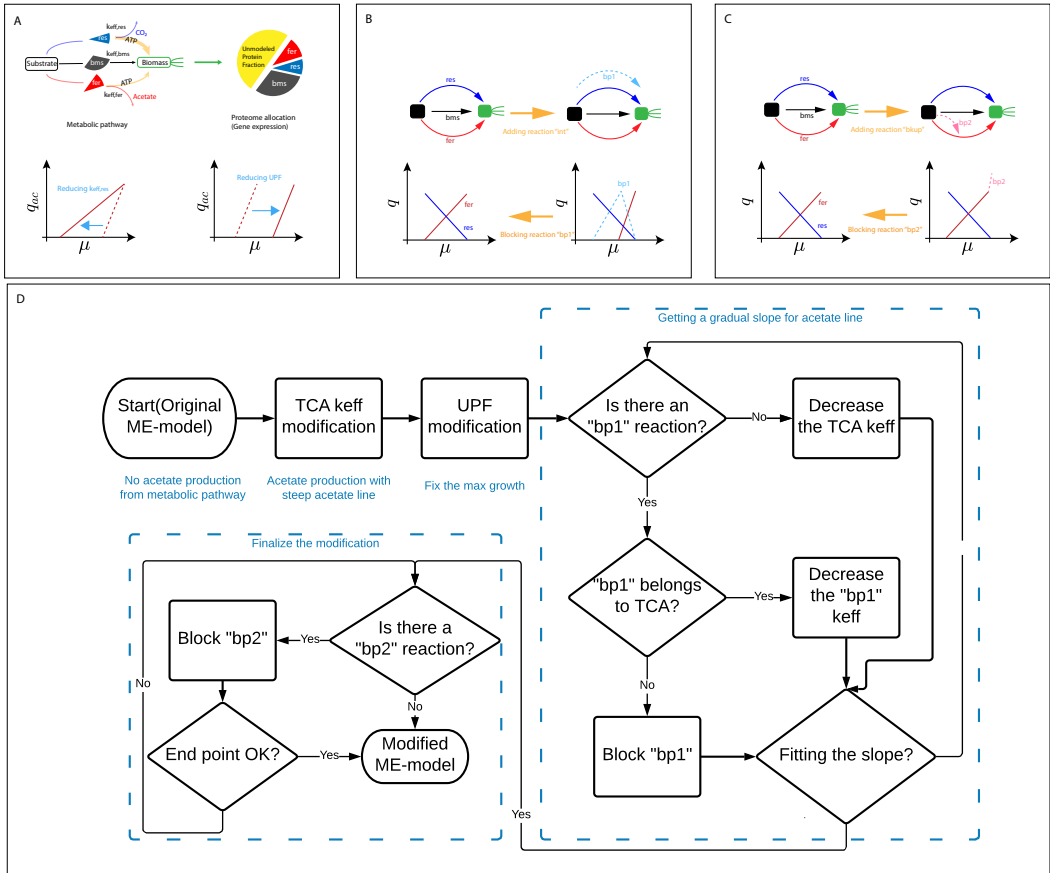 A
keff,res
CO₂
res
ATP
keff,bms
Substrate
bms
Biomass
fer
ATP
keff,fer
Acetate
Metabolic pathway
Unmodeled
Protein
Fraction
fer
res
bms
Proteome allocation
(Gene expression)
qac
Reducing keff,res
μ
qac
Reducing UPF
μ
B
res
bms
fer
Adding reaction "int"
bp1
q
fer
res
μ
Blocking reaction "bp1"
q
bp1
μ
C
res
bms
fer
Adding reaction "bkup"
bp2
q
fer
res
μ
Blocking reaction "bp2"
q
bp2
μ
D
Getting a gradual slope for acetate line
Start(Original
ME-model)
TCA keff
modification
UPF
modification
Is there an
"bp1" reaction?
No
Decrease
the TCA keff
No acetate production
from metabolic pathway
Acetate production with
steep acetate line
Fix the max growth
Yes
"bp1" belongs
to TCA?
Yes
Decrease
the "bp1"
keff
No
Block "bp1"
Fitting the slope?
Yes
Finalize the modification
Is there a
"bp2" reaction?
Yes
Block "bp2"
No
No
End point OK?
Yes
Modified
ME-model